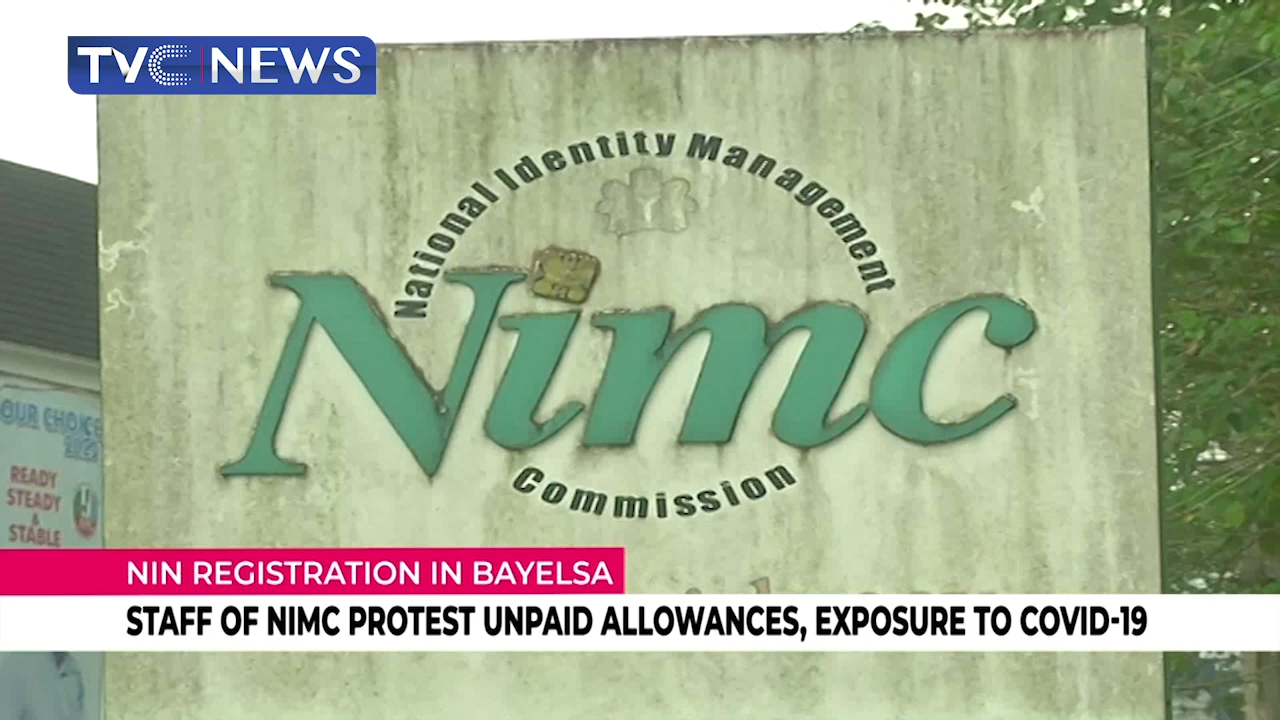 TVC NEWS
National Identity Management
Nimc
Commission
OUR CHOICE
READY
STEADY
&
STABLE
NIN REGISTRATION IN BAYELSA
STAFF OF NIMC PROTEST UNPAID ALLOWANCES, EXPOSURE TO COVID-19